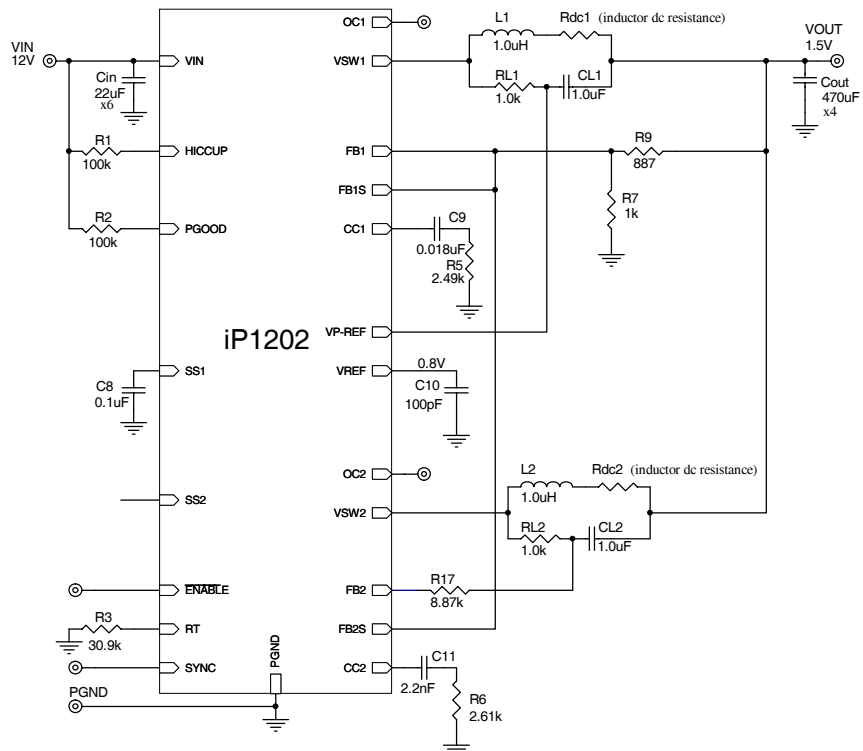 OC1
L1
1.0uH
Rdc1 (inductor dc resistance)
VIN
12V
VIN
Cin
22uF
x6
VSW1
RL1
1.0k
CL1
1.0uF
VOUT
1.5V
Cout
470uF
x4
R1
100k
HICCUP
FB1
R9
887
FB1S
R7
1k
R2
100k
PGOOD
CC1
C9
0.018uF
R5
2.49k
iP1202
VP-REF
C8
0.1uF
SS1
VREF
0.8V
C10
100pF
OC2
L2
1.0uH
Rdc2 (inductor dc resistance)
SS2
VSW2
RL2
1.0k
CL2
1.0uF
ENABLE
FB2
R17
8.87k
R3
30.9k
RT
FB2S
SYNC
PGND
CC2
C11
2.2nF
R6
2.61k
PGND